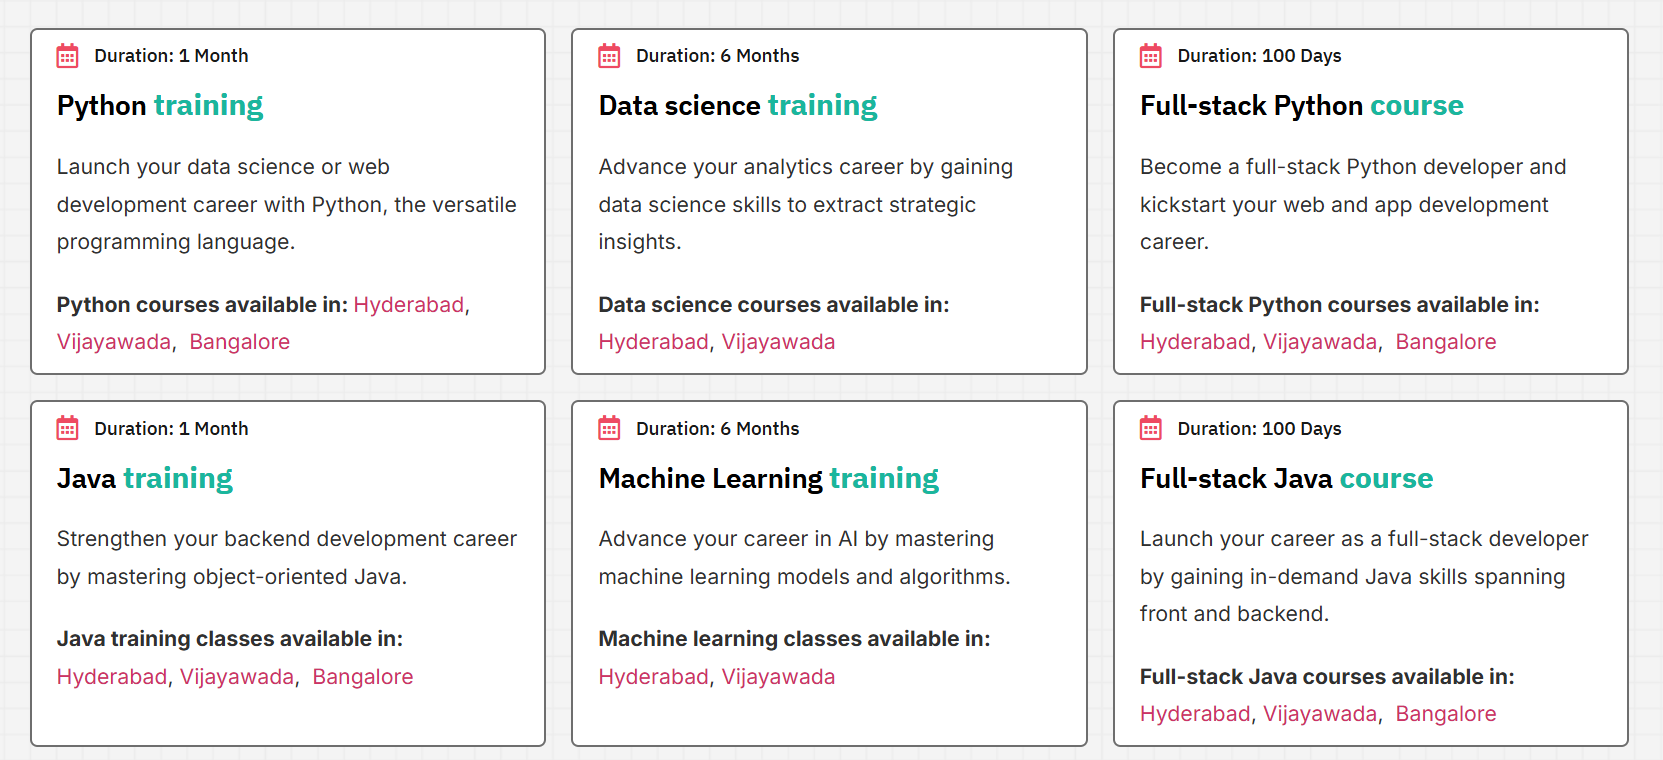 Duration: 1 Month
Python training
Launch your data science or web
development career with Python, the versatile
programming language.
Python courses available in: Hyderabad,
Vijayawada, Bangalore
Duration: 6 Months
Data science training
Advance your analytics career by gaining
data science skills to extract strategic
insights.
Data science courses available in:
Hyderabad, Vijayawada
Duration: 100 Days
Full-stack Python course
Become a full-stack Python developer and
kickstart your web and app development
career.
Full-stack Python courses available in:
Hyderabad, Vijayawada, Bangalore
Duration: 1 Month
Java training
Strengthen your backend development career
by mastering object-oriented Java.
Java training classes available in:
Hyderabad, Vijayawada, Bangalore
Duration: 6 Months
Machine Learning training
Advance your career in AI by mastering
machine learning models and algorithms.
Machine learning classes available in:
Hyderabad, Vijayawada
Duration: 100 Days
Full-stack Java course
Launch your career as a full-stack developer
by gaining in-demand Java skills spanning
front and backend.
Full-stack Java courses available in:
Hyderabad, Vijayawada, Bangalore